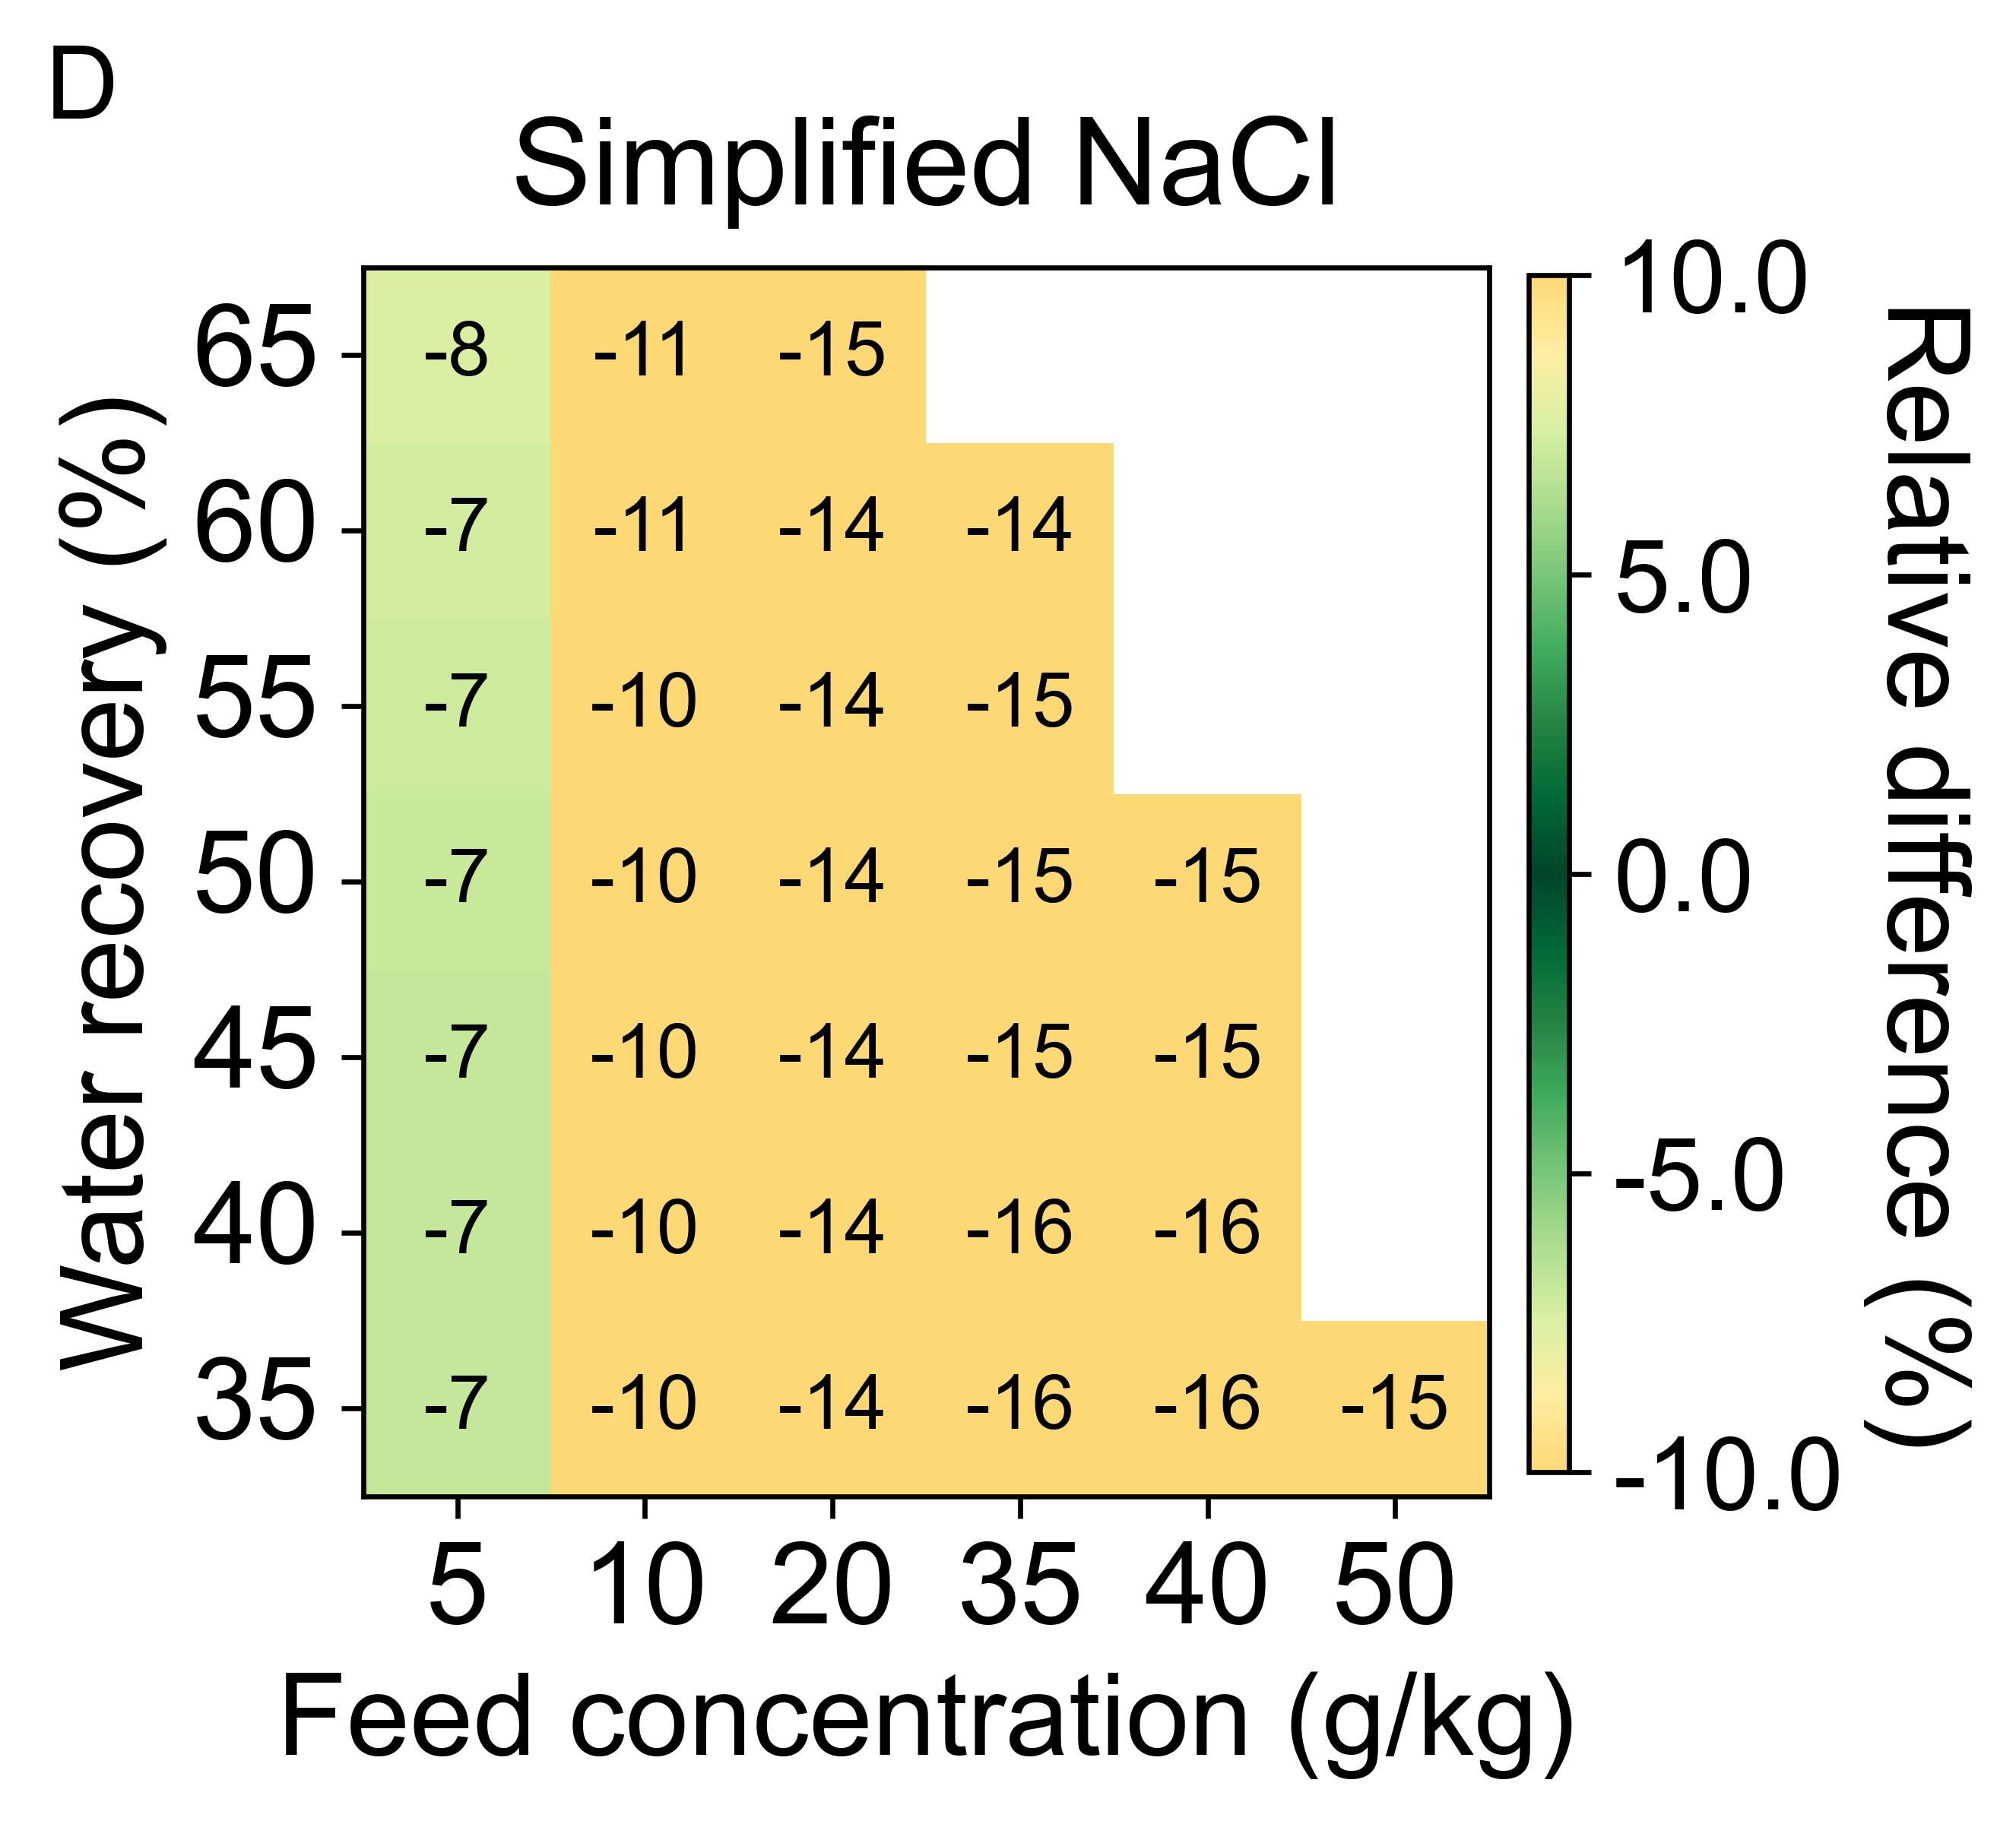 D
Simplified NaCl
Water recovery (%)
65 -8 -11 -15
60 -7 -11 -14 -14
55 -7 -10 -14 -15
50 -7 -10 -14 -15 -15
45 -7 -10 -14 -15 -15
40 -7 -10 -14 -16 -16
35 -7 -10 -14 -16 -16 -15
5 10 20 35 40 50
Feed concentration (g/kg)
10.0
5.0
0.0
-5.0
-10.0
Relative difference (%)